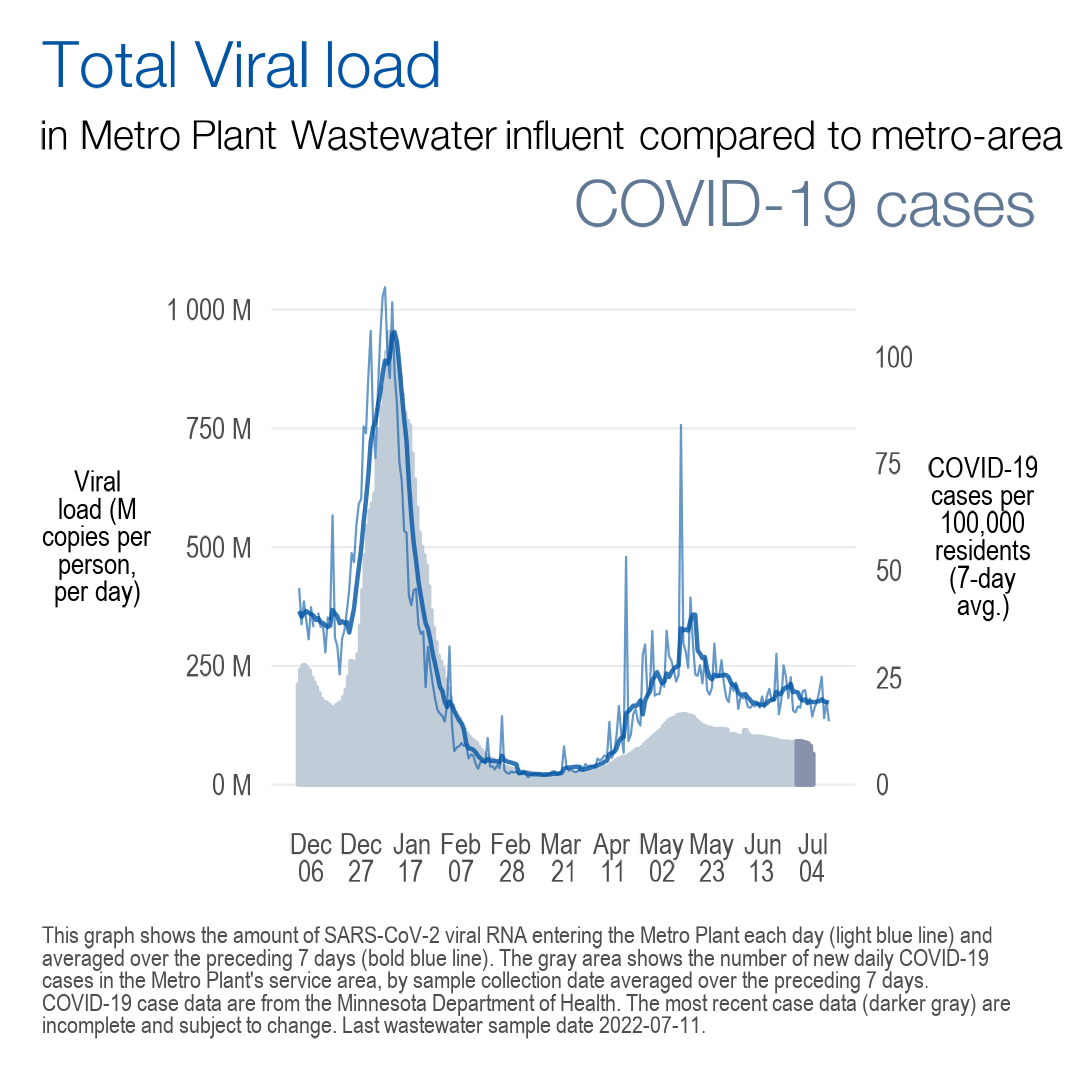 Total Viral load
in Metro Plant Wastewater influent compared to metro-area
COVID-19 cases
1 000 M
750 M
500 M
250 M
0 M
Viral
load (M
copies per
person,
per day)
100
75
50
25
0
COVID-19
cases per
100,000
residents
(7-day
avg.)
Dec Dec Jan Feb Feb Mar Apr May May Jun Jul
06 27 17 07 28 21 11 02 23 13 04
This graph shows the amount of SARS-CoV-2 viral RNA entering the Metro Plant each day (light blue line) and
averaged over the preceding 7 days (bold blue line). The gray area shows the number of new daily COVID-19
cases in the Metro Plant's service area, by sample collection date averaged over the preceding 7 days.
COVID-19 case data are from the Minnesota Department of Health. The most recent case data (darker gray) are
incomplete and subject to change. Last wastewater sample date 2022-07-11.